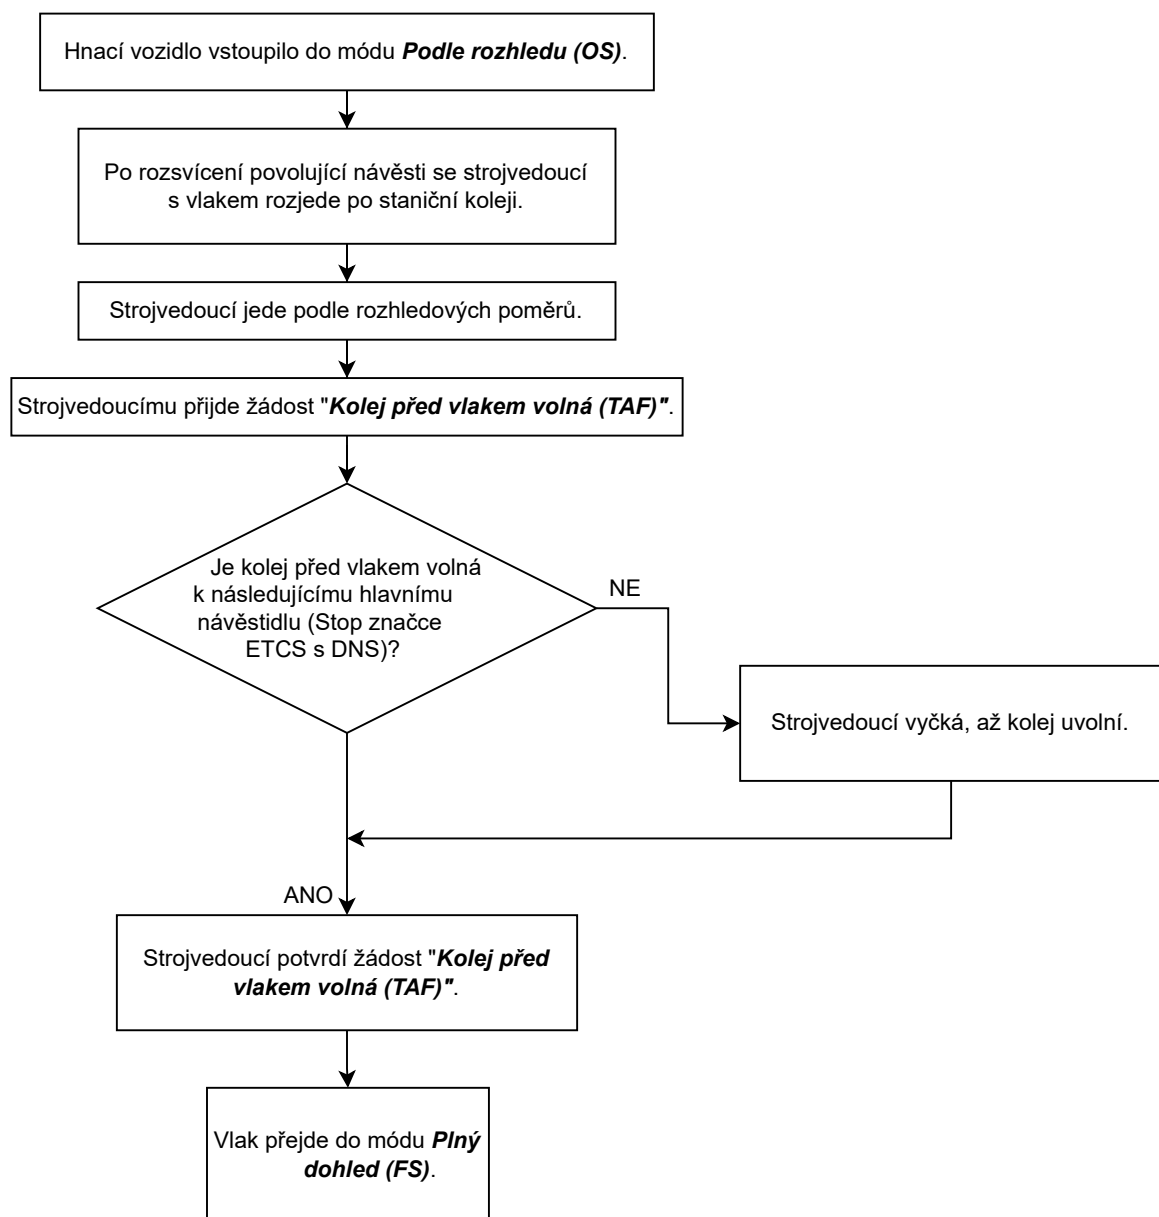 Hnací vozidlo vstoupilo do módu Podle rozhledu (OS).
Po rozsvícení povolující návěsti se strojvedoucí
s vlakem rozjede po staniční koleji.
Strojvedoucí jede podle rozhledových poměrů.
Strojvedoucímu přijde žádost "Kolej před vlakem volná (TAF)".
Je kolej před vlakem volná
k následujícímu hlavnímu
návěstidlu (Stop značce
ETCS s DNS)?
NE
Strojvedoucí vyčká, až kolej uvolní.
ANO
Strojvedoucí potvrdí žádost "Kolej před
vlakem volná (TAF)".
Vlak přejde do módu Plný
dohled (FS).